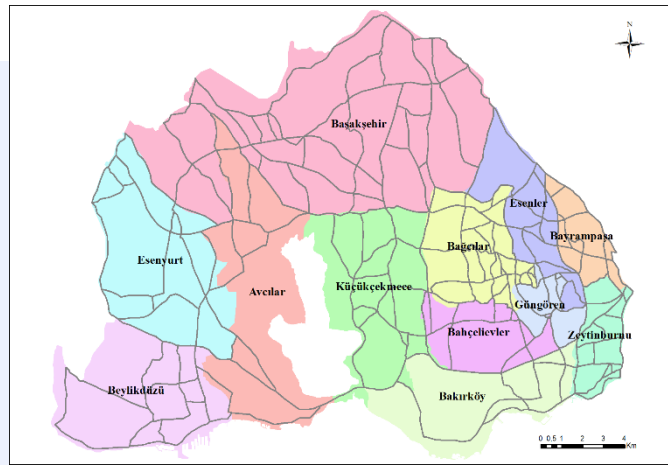 N
Başakşehir
Esenler
Bayrampaşa
Bağcılar
Esenyurt
Küçükçekmece
Avcılar
Güngören
Bahçelievler
Zeytinburnu
Beylikdüzü
Bakırköy
0 0.5 1 2 3 4
Km